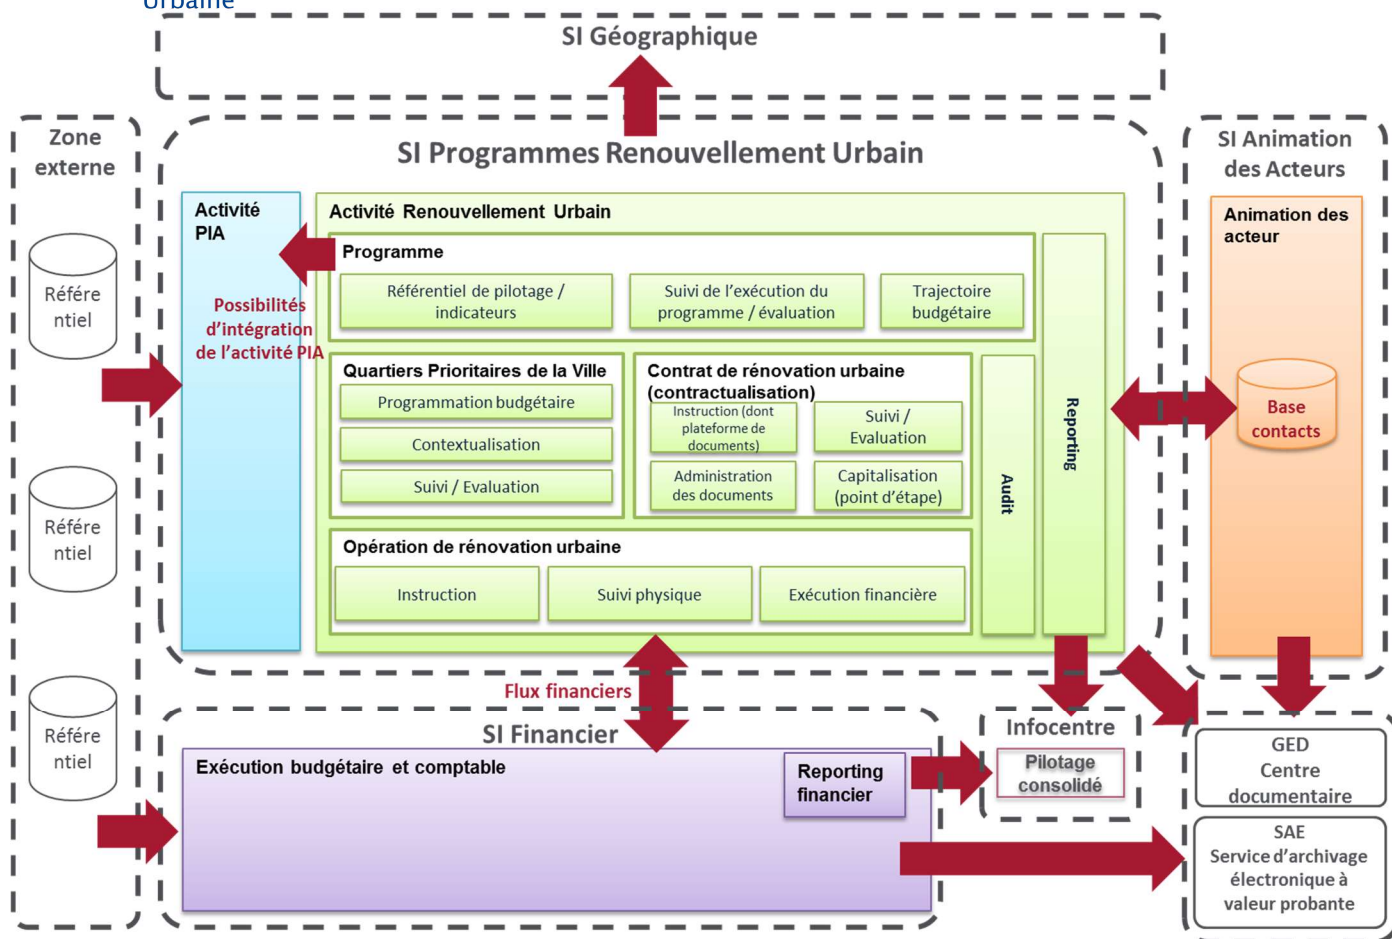 Urbaine
SI Géographique
Zone
externe
Référe
ntiel
Référe
ntiel
Référe
ntiel
SI Programmes Renouvellement Urbain
Activité
PIA
Possibilités
d'intégration
de l'activité PIA
Activité Renouvellement Urbain
Programme
Référentiel de pilotage /
indicateurs
Suivi de l'exécution du
programme / évaluation
Trajectoire
budgétaire
Quartiers Prioritaires de la Ville
Programmation budgétaire
Contextualisation
Suivi / Evaluation
Contrat de rénovation urbaine
(contractualisation)
Instruction (dont
plateforme de
documents)
Suivi /
Evaluation
Administration
des documents
Capitalisation
(point d'étape)
Opération de rénovation urbaine
Instruction
Suivi physique
Exécution financière
Audit
Reporting
SI Animation
des Acteurs
Animation des
acteur
Base
contacts
Flux financiers
SI Financier
Exécution budgétaire et comptable
Reporting
financier
Infocentre
Pilotage
consolidé
GED
Centre
documentaire
SAE
Service d'archivage
électronique à
valeur probante